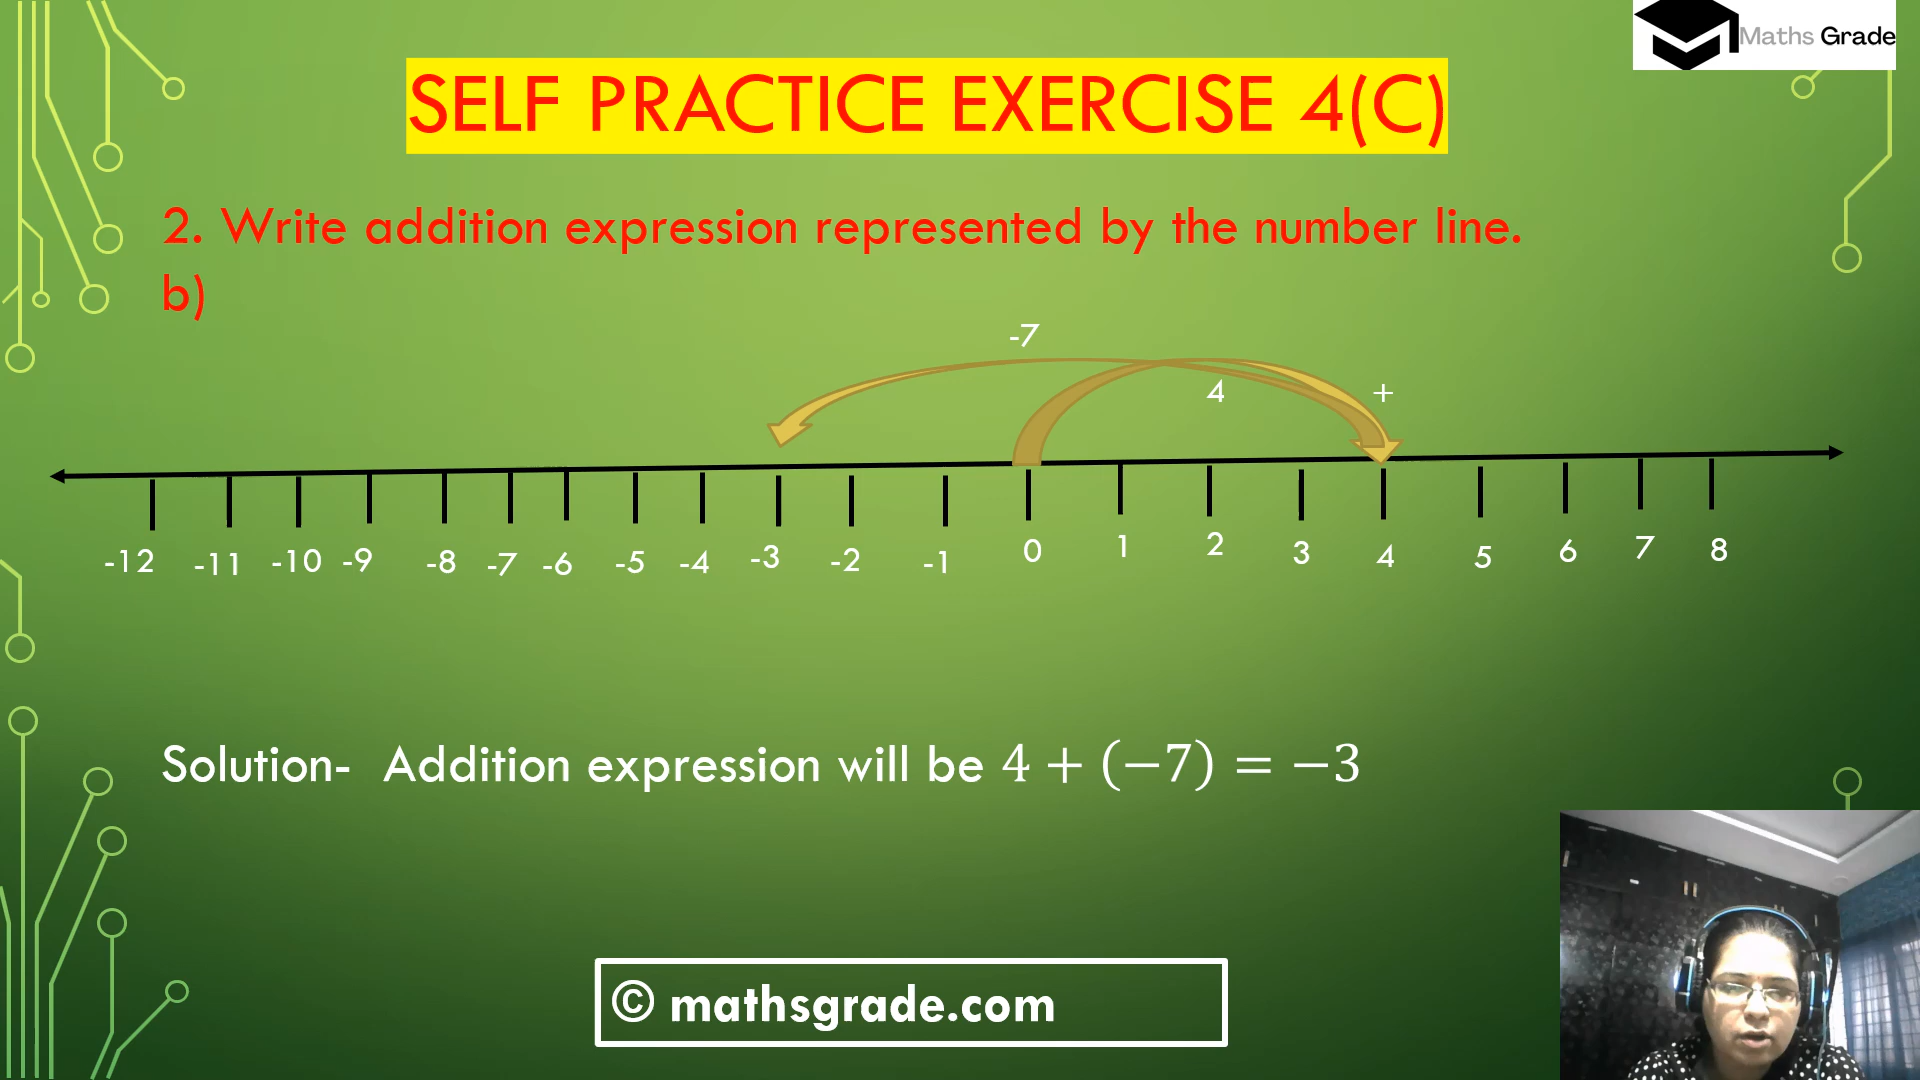 Maths Grade
SELF PRACTICE EXERCISE 4(C)
2. Write addition expression represented by the number line.
b)
-7
4 +
-12 -11 -10 -9 -8 -7 -6 -5 -4 -3 -2 -1 0 1 2 3 4 5 6 7 8
Solution- Addition expression will be 4 + (−7) = −3
© mathsgrade.com